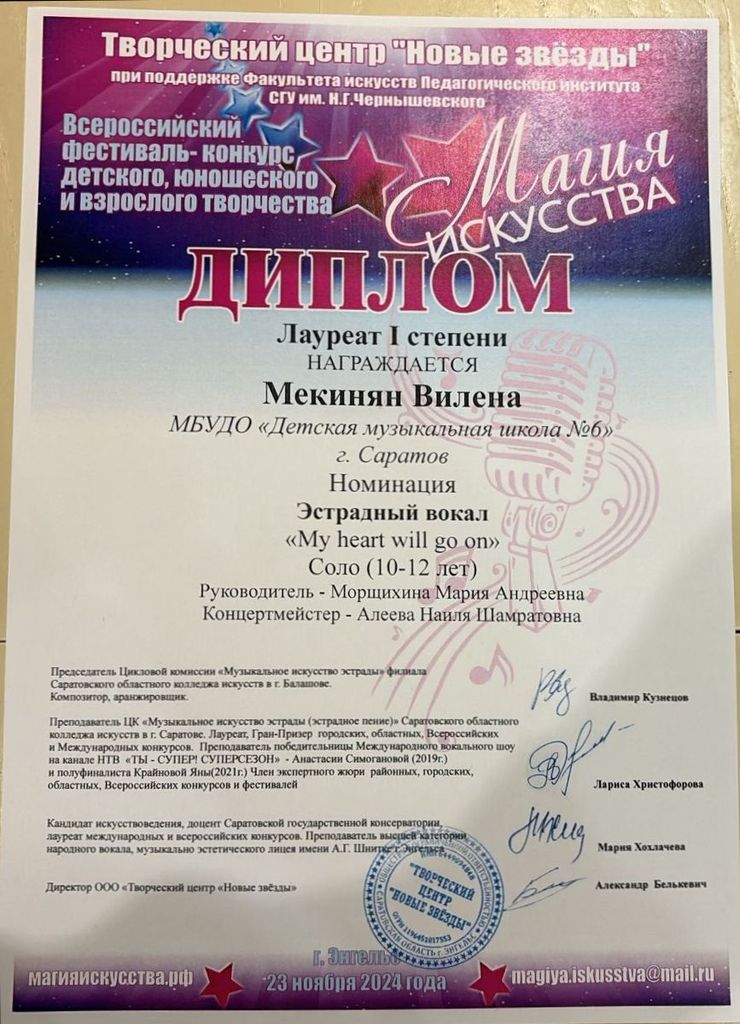 Творческий центр "Новые звёзды"
при поддержке Факультета искусств Педагогического института
СГУ им. Н.Г.Чернышевского
Всероссийский
фестиваль- конкурс
детского, юношеского
и взрослого творчества
Магия
ИСКУССТВА
ДИПЛОМ
Лауреат I степени
НАГРАЖДАЕТСЯ
Мекинян Вилена
МБУДО «Детская музыкальная школа №6»
г. Саратов
Номинация
Эстрадный вокал
«My heart will go on»
Соло (10-12 лет)
Руководитель - Морщихина Мария Андреевна
Концертмейстер - Алеева Наиля Шамратовна
Председатель Цикловой комиссии «Музыкальное искусство эстрады» филиала
Саратовского областного колледжа искусств в г. Балашове.
Композитор, аранжировщик.
Владимир Кузнецов
Преподаватель ЦК «Музыкальное искусство эстрады (эстрадное пение)» Саратовского областного
колледжа искусств в г. Саратове. Лауреат, Гран-Призер городских, областных, Всероссийских
и Международных конкурсов. Преподаватель победительницы Международного вокального шоу
на канале НТВ «ТЫ - СУПЕР! СУПЕРСЕЗОН» - Анастасии Симогановой (2019г.)
и полуфиналиста Крайновой Яны(2021г.) Член экспертного жюри районных, городских,
областных, Всероссийских конкурсов и фестивалей
Лариса Христофорова
Кандидат искусствоведения, доцент Саратовской государственной консерватории,
лауреат международных и всероссийских конкурсов. Преподаватель высшей категории
народного вокала, музыкально эстетического лицея имени А.Г. Шнитке г.Энгельса
Мария Хохлачева
Директор ООО «Творческий центр «Новые звёзды»
Александр Белькевич
"ТВОРЧЕСКИЙ
ЦЕНТР
"НОВЫЕ ЗВЁЗДЫ"
САРАТОВСКАЯ ОБЛАСТЬ г. ЭНГЕЛЬС
г. Энгельс
23 ноября 2024 года
магияискусства.рф
magiya.iskusstva@mail.ru